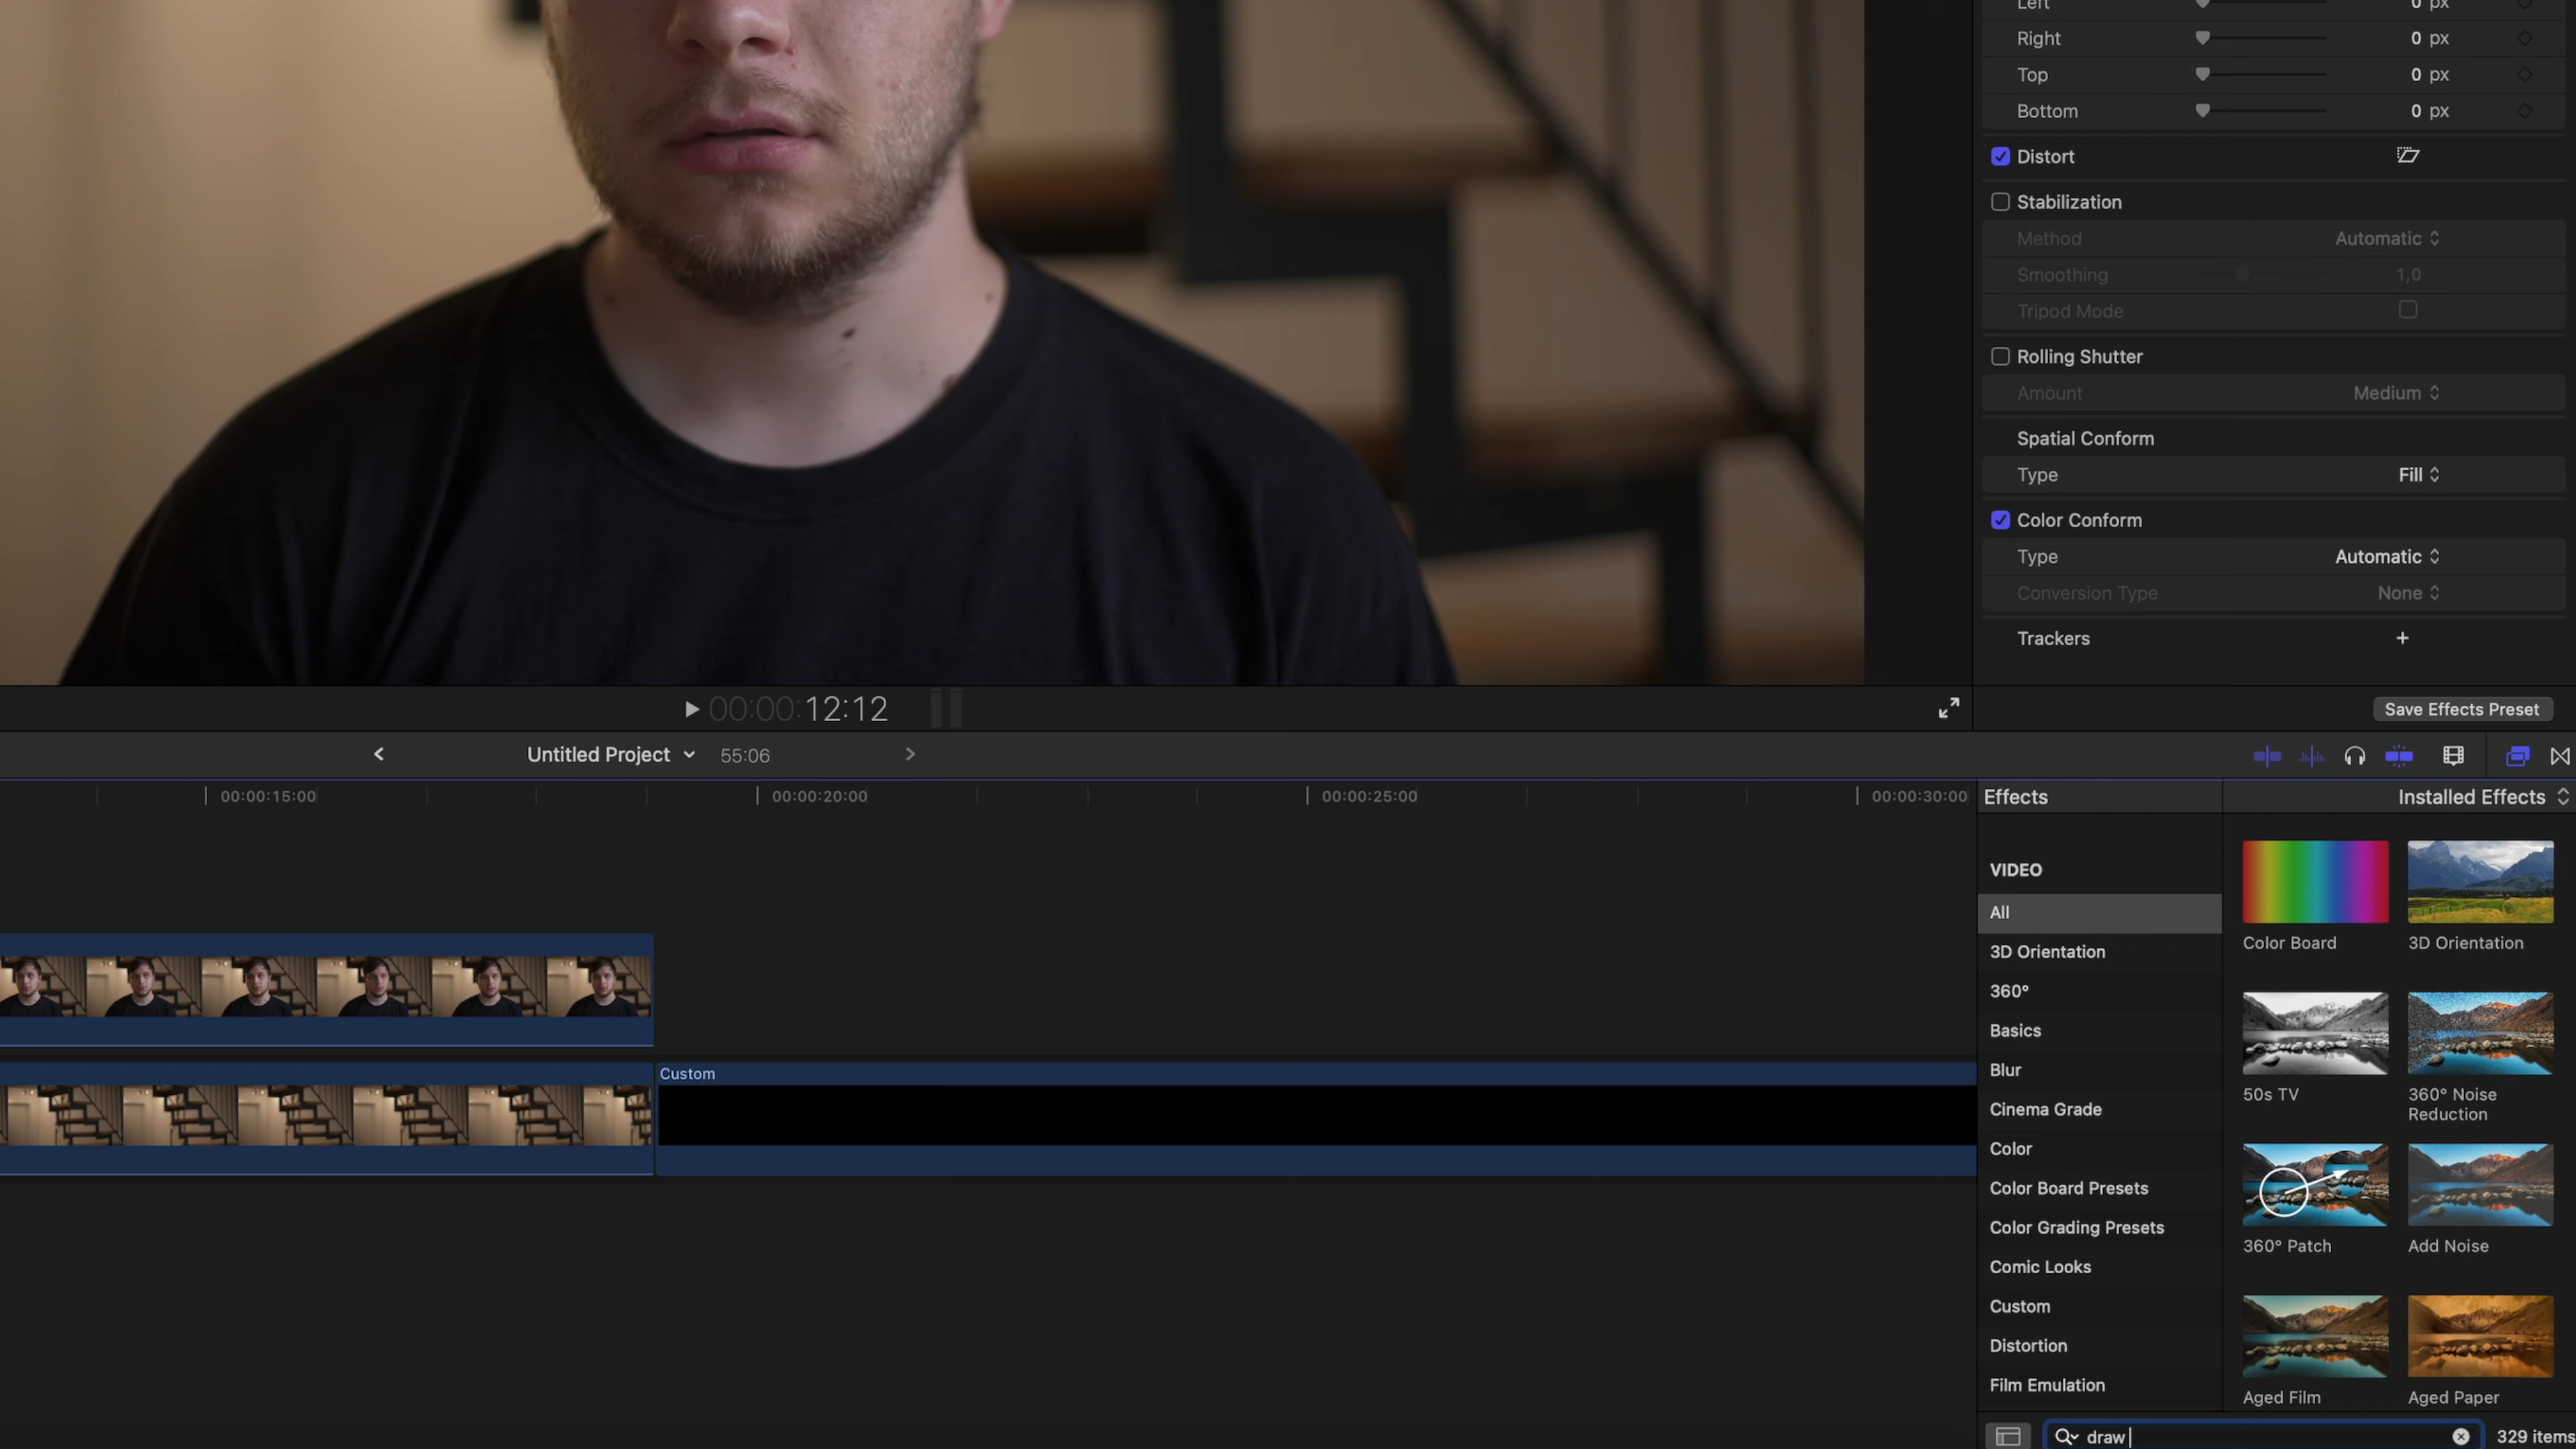 Left 0 px
Right 0 px
Top 0 px
Bottom 0 px
Distort
Stabilization
Method Automatic
Smoothing 1,0
Tripod Mode
Rolling Shutter
Amount Medium
Spatial Conform
Type Fill
Color Conform
Type Automatic
Conversion Type None
Trackers +
00:00:12:12
Save Effects Preset
Untitled Project 55:06
00:00:15:00 00:00:20:00 00:00:25:00 00:00:30:00
Custom
Effects
Installed Effects
VIDEO
All
3D Orientation
360°
Basics
Blur
Cinema Grade
Color
Color Board Presets
Color Grading Presets
Comic Looks
Custom
Distortion
Film Emulation
Color Board
3D Orientation
50s TV
360° Noise
Reduction
360° Patch
Add Noise
Aged Film
Aged Paper
draw
329 items